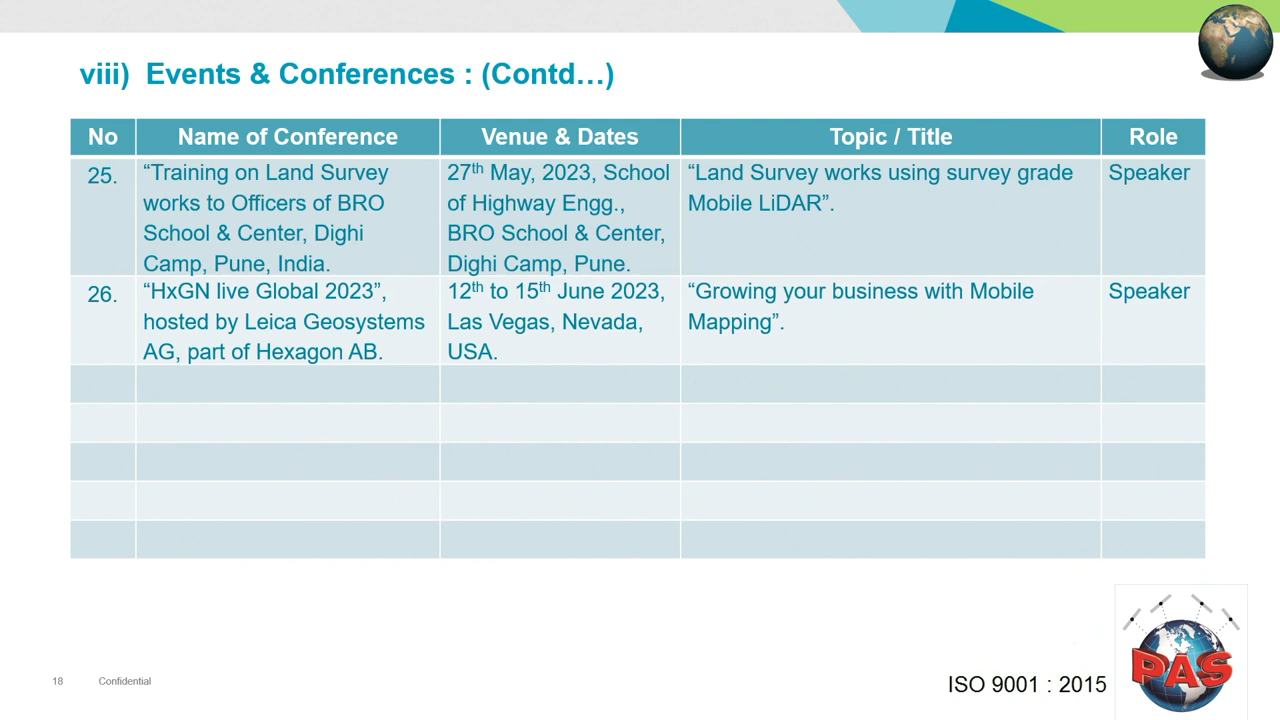 viii) Events & Conferences : (Contd…)
No
Name of Conference
Venue & Dates
Topic / Title
Role
25.
“Training on Land Survey
works to Officers of BRO
School & Center, Dighi
Camp, Pune, India.
27th May, 2023, School
of Highway Engg.,
BRO School & Center,
Dighi Camp, Pune.
“Land Survey works using survey grade
Mobile LiDAR”.
Speaker
26.
“HxGN live Global 2023”,
hosted by Leica Geosystems
AG, part of Hexagon AB.
12th to 15th June 2023,
Las Vegas, Nevada,
USA.
“Growing your business with Mobile
Mapping”.
Speaker
18
Confidential
ISO 9001 : 2015
PAS